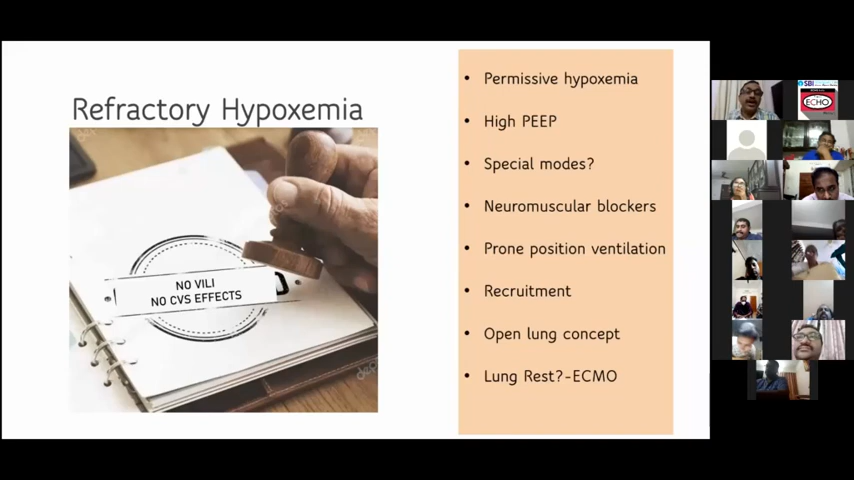 Refractory Hypoxemia
NO VILI
NO CVS EFFECTS
• Permissive hypoxemia
• High PEEP
• Special modes?
• Neuromuscular blockers
• Prone position ventilation
• Recruitment
• Open lung concept
• Lung Rest?-ECMO
SBI
ECHO